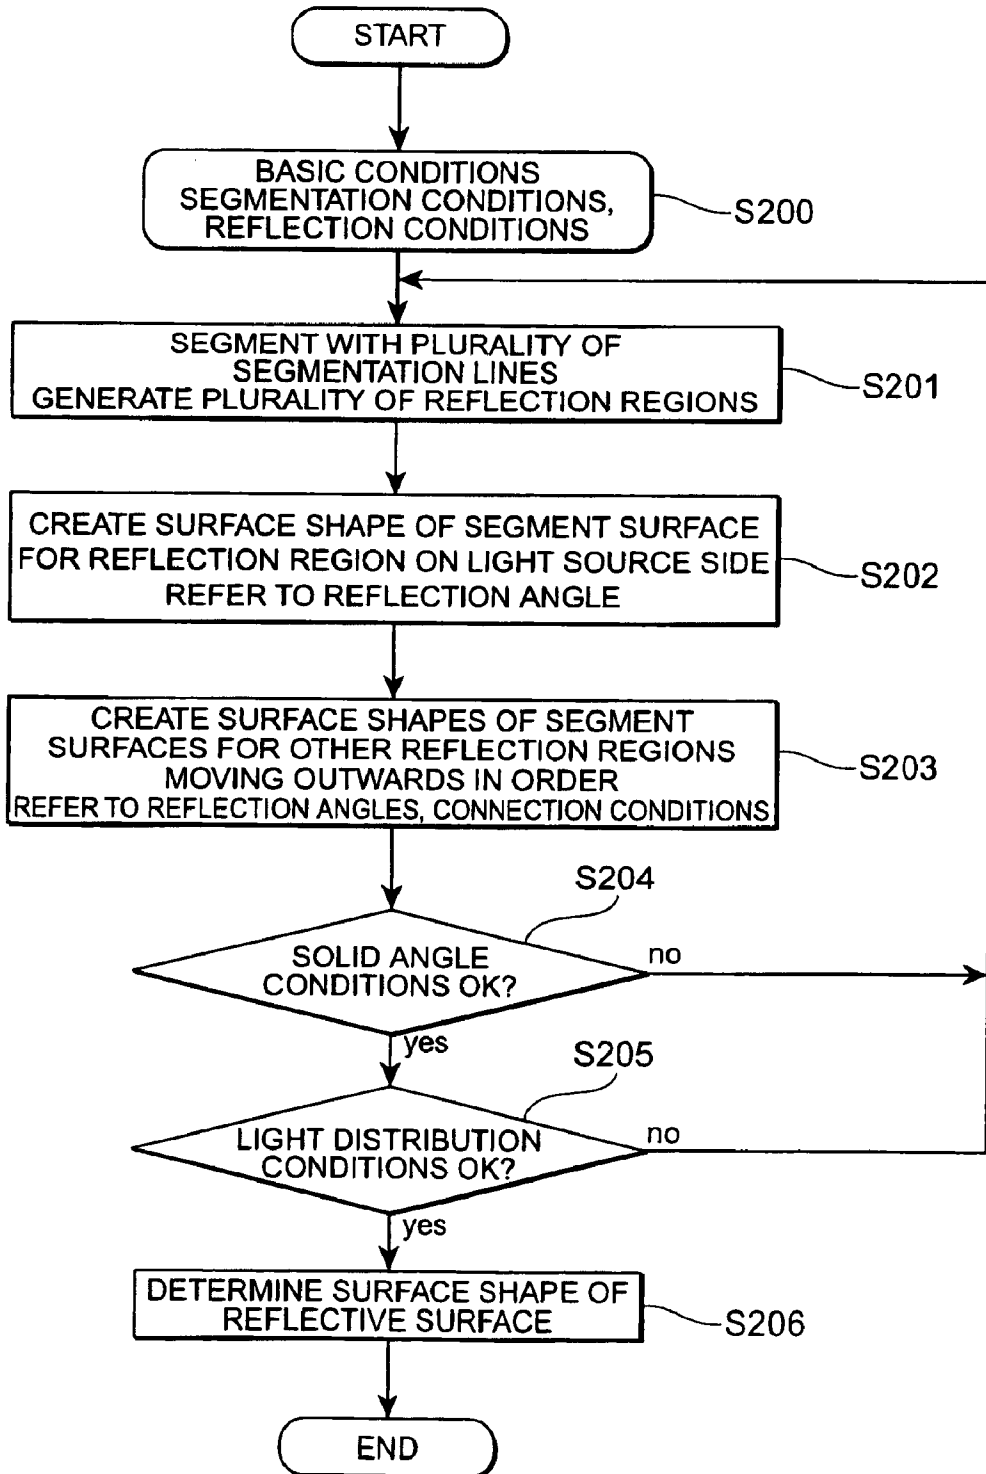 START
BASIC CONDITIONS
SEGMENTATION CONDITIONS,
REFLECTION CONDITIONS
S200
SEGMENT WITH PLURALITY OF
SEGMENTATION LINES
GENERATE PLURALITY OF REFLECTION REGIONS
S201
CREATE SURFACE SHAPE OF SEGMENT SURFACE
FOR REFLECTION REGION ON LIGHT SOURCE SIDE
REFER TO REFLECTION ANGLE
S202
CREATE SURFACE SHAPES OF SEGMENT
SURFACES FOR OTHER REFLECTION REGIONS
MOVING OUTWARDS IN ORDER
REFER TO REFLECTION ANGLES, CONNECTION CONDITIONS
S203
S204
SOLID ANGLE
CONDITIONS OK?
no
yes
S205
LIGHT DISTRIBUTION
CONDITIONS OK?
no
yes
DETERMINE SURFACE SHAPE OF
REFLECTIVE SURFACE
S206
END